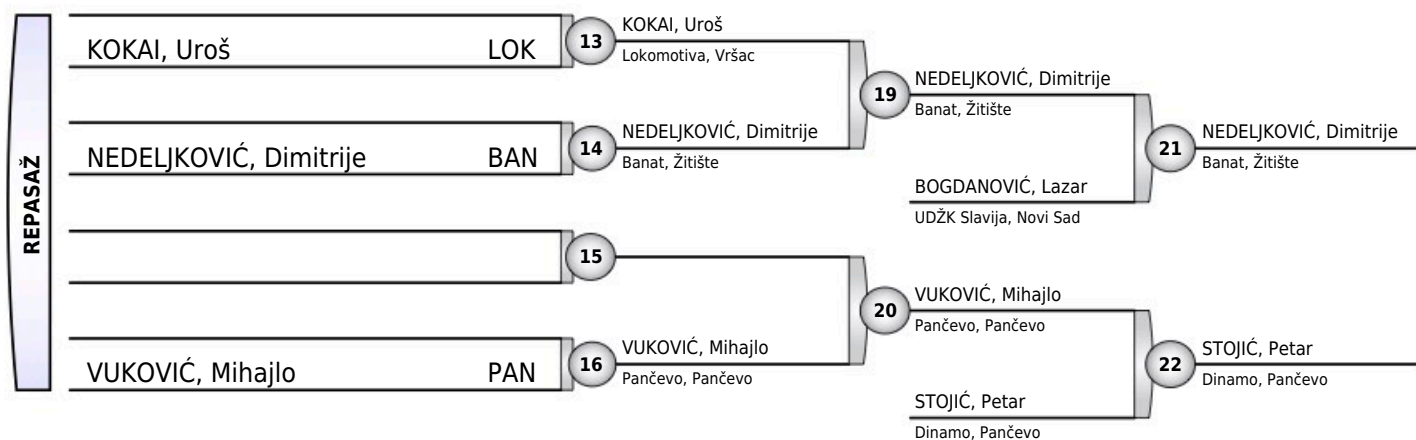 REPASAŽ
KOKAI, Uroš LOK
13
KOKAI, Uroš
Lokomotiva, Vršac
NEDELJKOVIĆ, Dimitrije BAN
14
NEDELJKOVIĆ, Dimitrije
Banat, Žitište
15
VUKOVIĆ, Mihajlo PAN
16
VUKOVIĆ, Mihajlo
Pančevo, Pančevo
19
NEDELJKOVIĆ, Dimitrije
Banat, Žitište
BOGDANOVIĆ, Lazar
UDŽK Slavija, Novi Sad
20
VUKOVIĆ, Mihajlo
Pančevo, Pančevo
STOJIĆ, Petar
Dinamo, Pančevo
21
NEDELJKOVIĆ, Dimitrije
Banat, Žitište
22
STOJIĆ, Petar
Dinamo, Pančevo